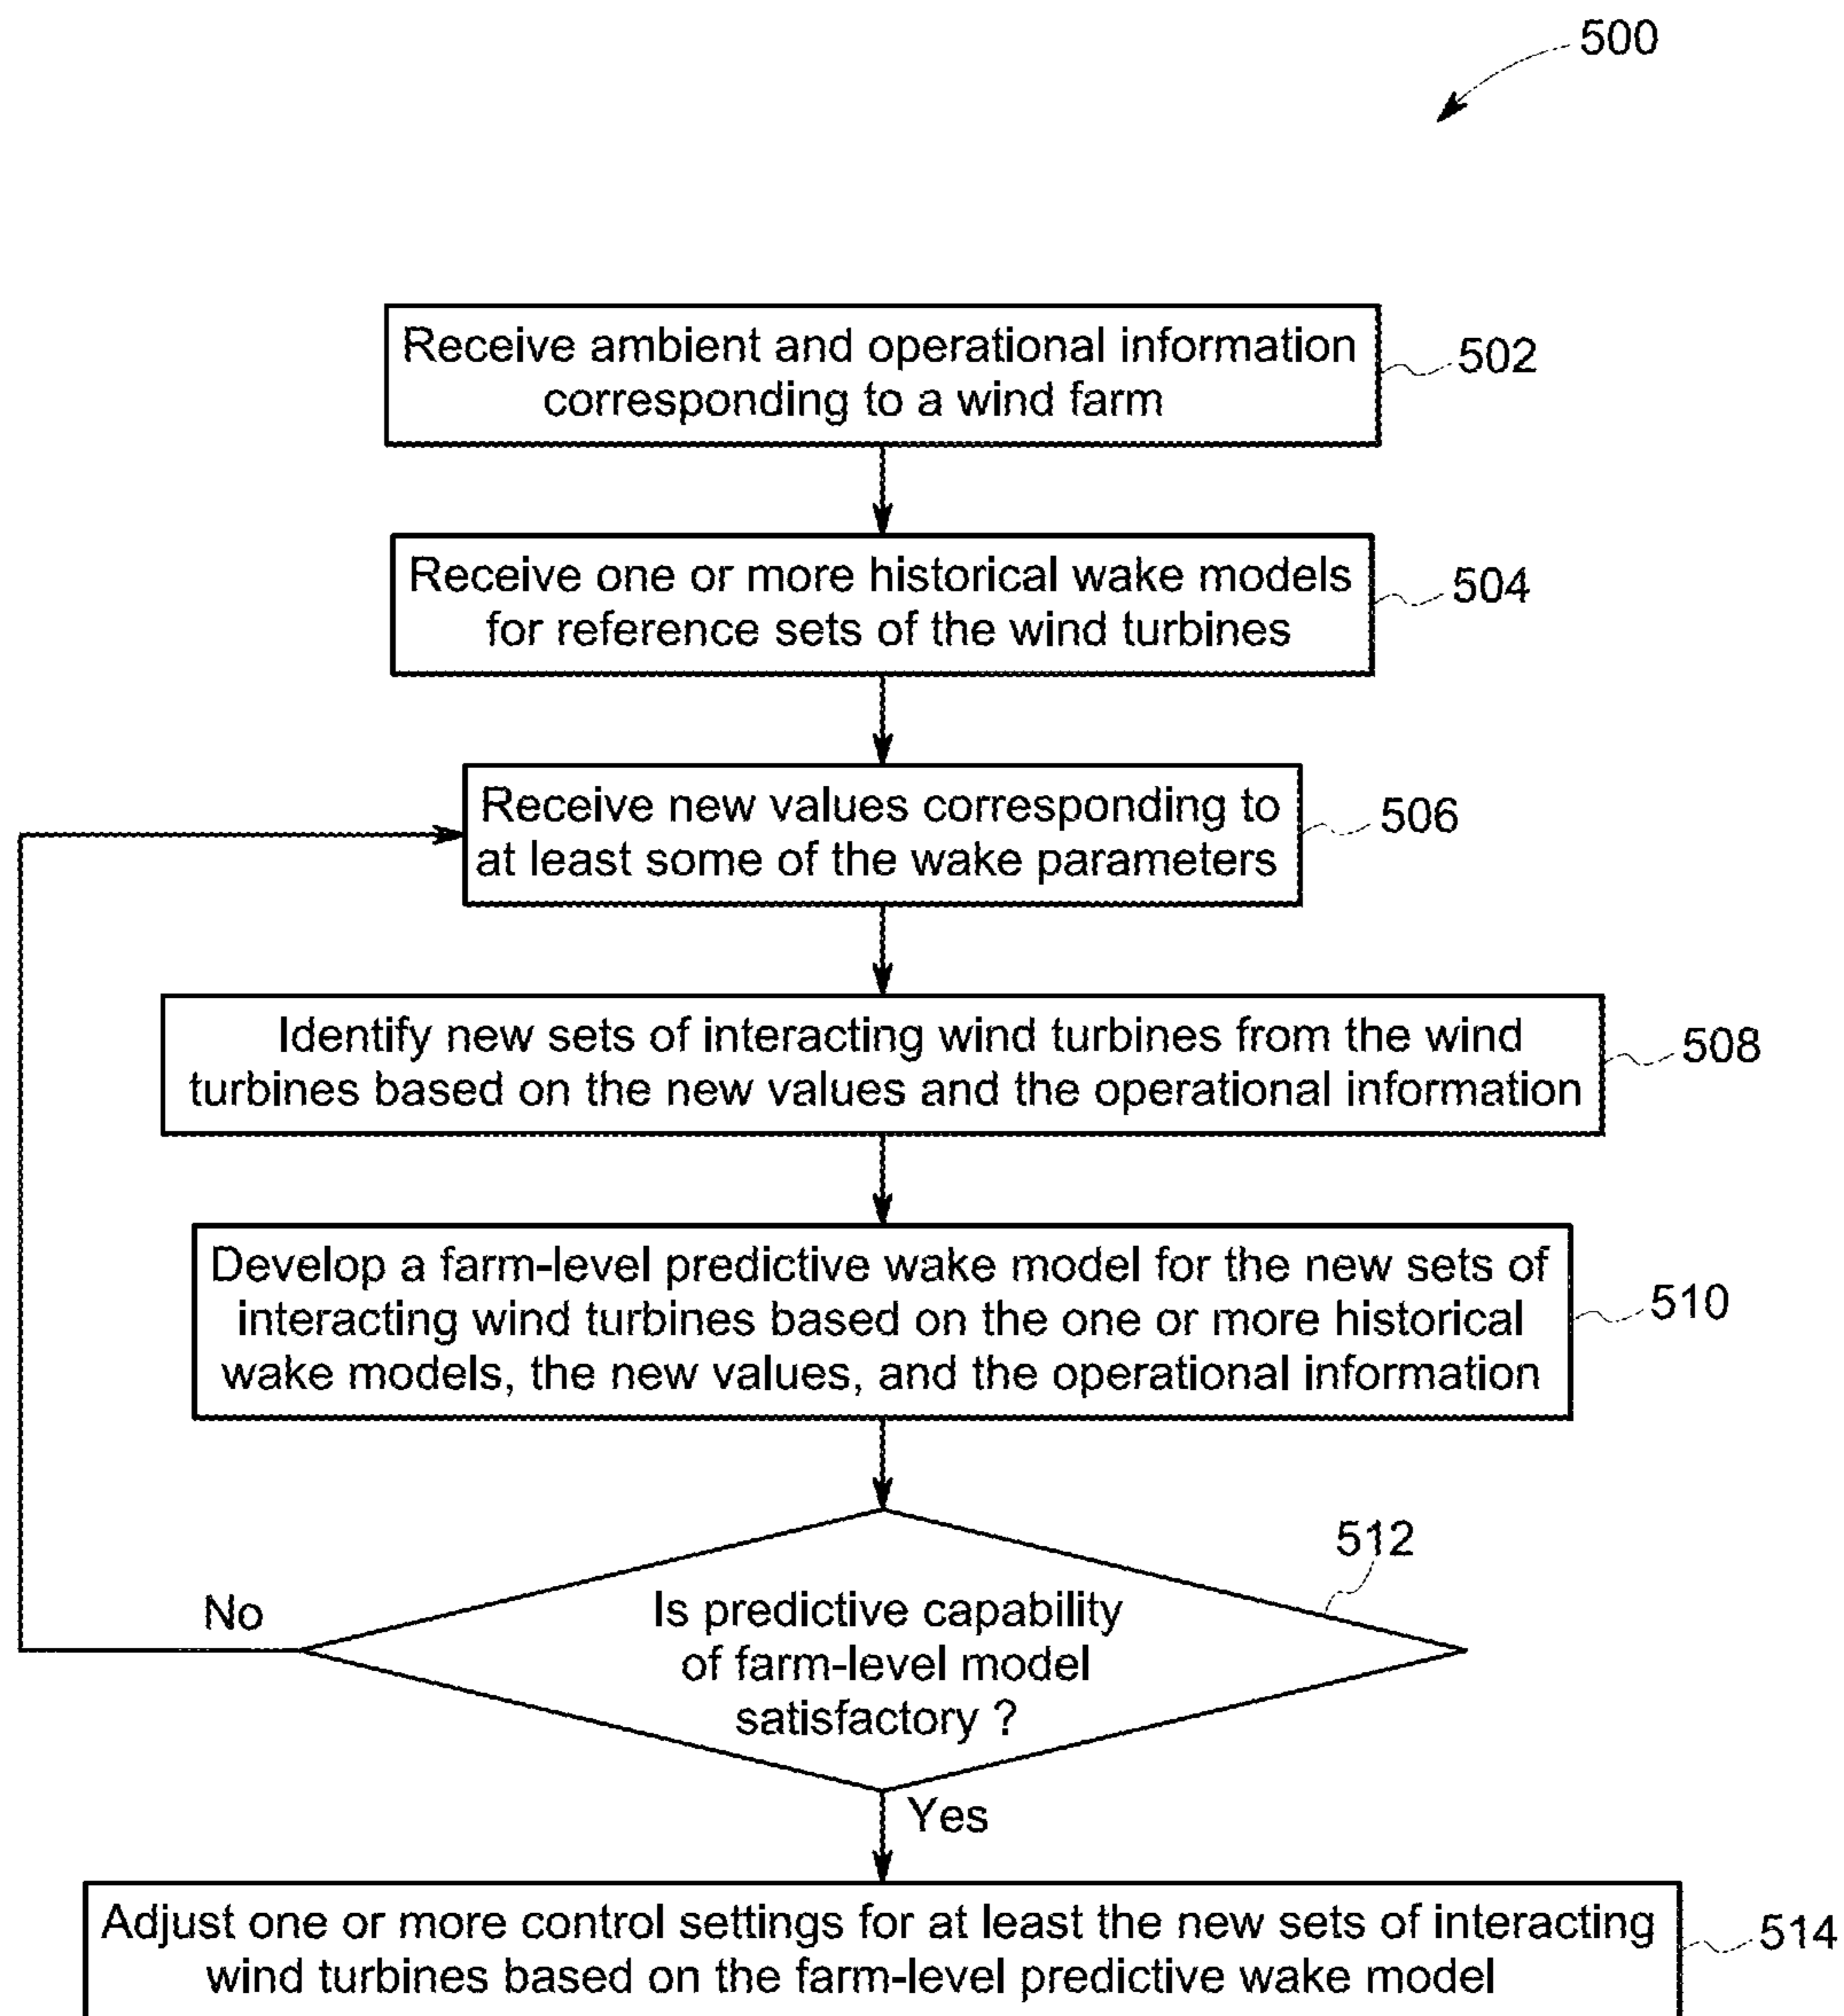 500
Receive ambient and operational information
corresponding to a wind farm
502
Receive one or more historical wake models
for reference sets of the wind turbines
504
Receive new values corresponding to
at least some of the wake parameters
506
Identify new sets of interacting wind turbines from the wind
turbines based on the new values and the operational information
508
Develop a farm-level predictive wake model for the new sets of
interacting wind turbines based on the one or more historical
wake models, the new values, and the operational information
510
512
No
Is predictive capability
of farm-level model
satisfactory ?
Yes
Adjust one or more control settings for at least the new sets of interacting
wind turbines based on the farm-level predictive wake model
514